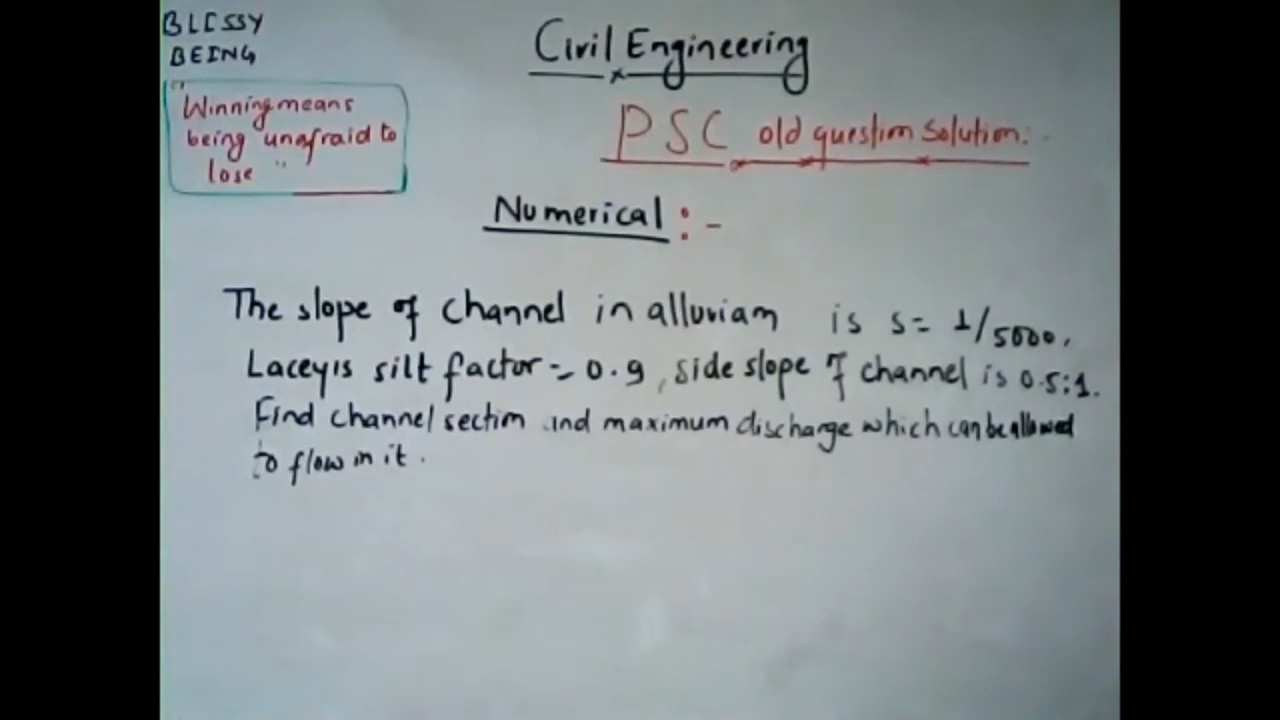 BLESSY
BEING
"Winning means
being unafraid to
lose"
Civil Engineering
PSC old question solution:-
Numerical:-
The slope of channel in alluviam is s= 1/5000.
Lacey's silt factor = 0.9, side slope of channel is 0.5:1.
Find channel section and maximum discharge which can be allowed
to flow in it.